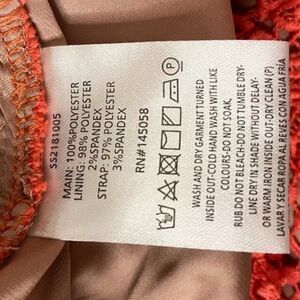 SS2181005
MAIN: 100%POLYESTER
LINING: 98% POLYESTER
2%SPANDEX
STRAP: 97% POLYESTER
3%SPANDEX
RN#145058
P
WASH AND DRY GARMENT TURNED
INSIDE OUT-COLD HAND WASH WITH LIKE
COLOURS-DO NOT SOAK,
RUB DO NOT BLEACH-DO NOT TUMBLE DRY-
LINE DRY IN SHADE WITHOUT DELAY-
OR WARM IRON INSIDE OUT-DRY CLEAN (P)
LAVAR Y SECAR ROPA AL REVES CON AGUA FRIA